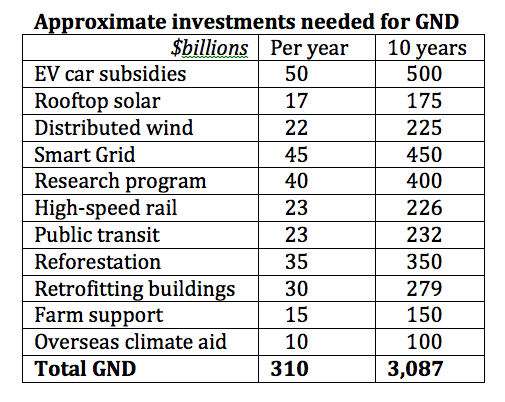 Approximate investments needed for GND
$billions Per year 10 years
EV car subsidies 50 500
Rooftop solar 17 175
Distributed wind 22 225
Smart Grid 45 450
Research program 40 400
High-speed rail 23 226
Public transit 23 232
Reforestation 35 350
Retrofitting buildings 30 279
Farm support 15 150
Overseas climate aid 10 100
Total GND 310 3,087